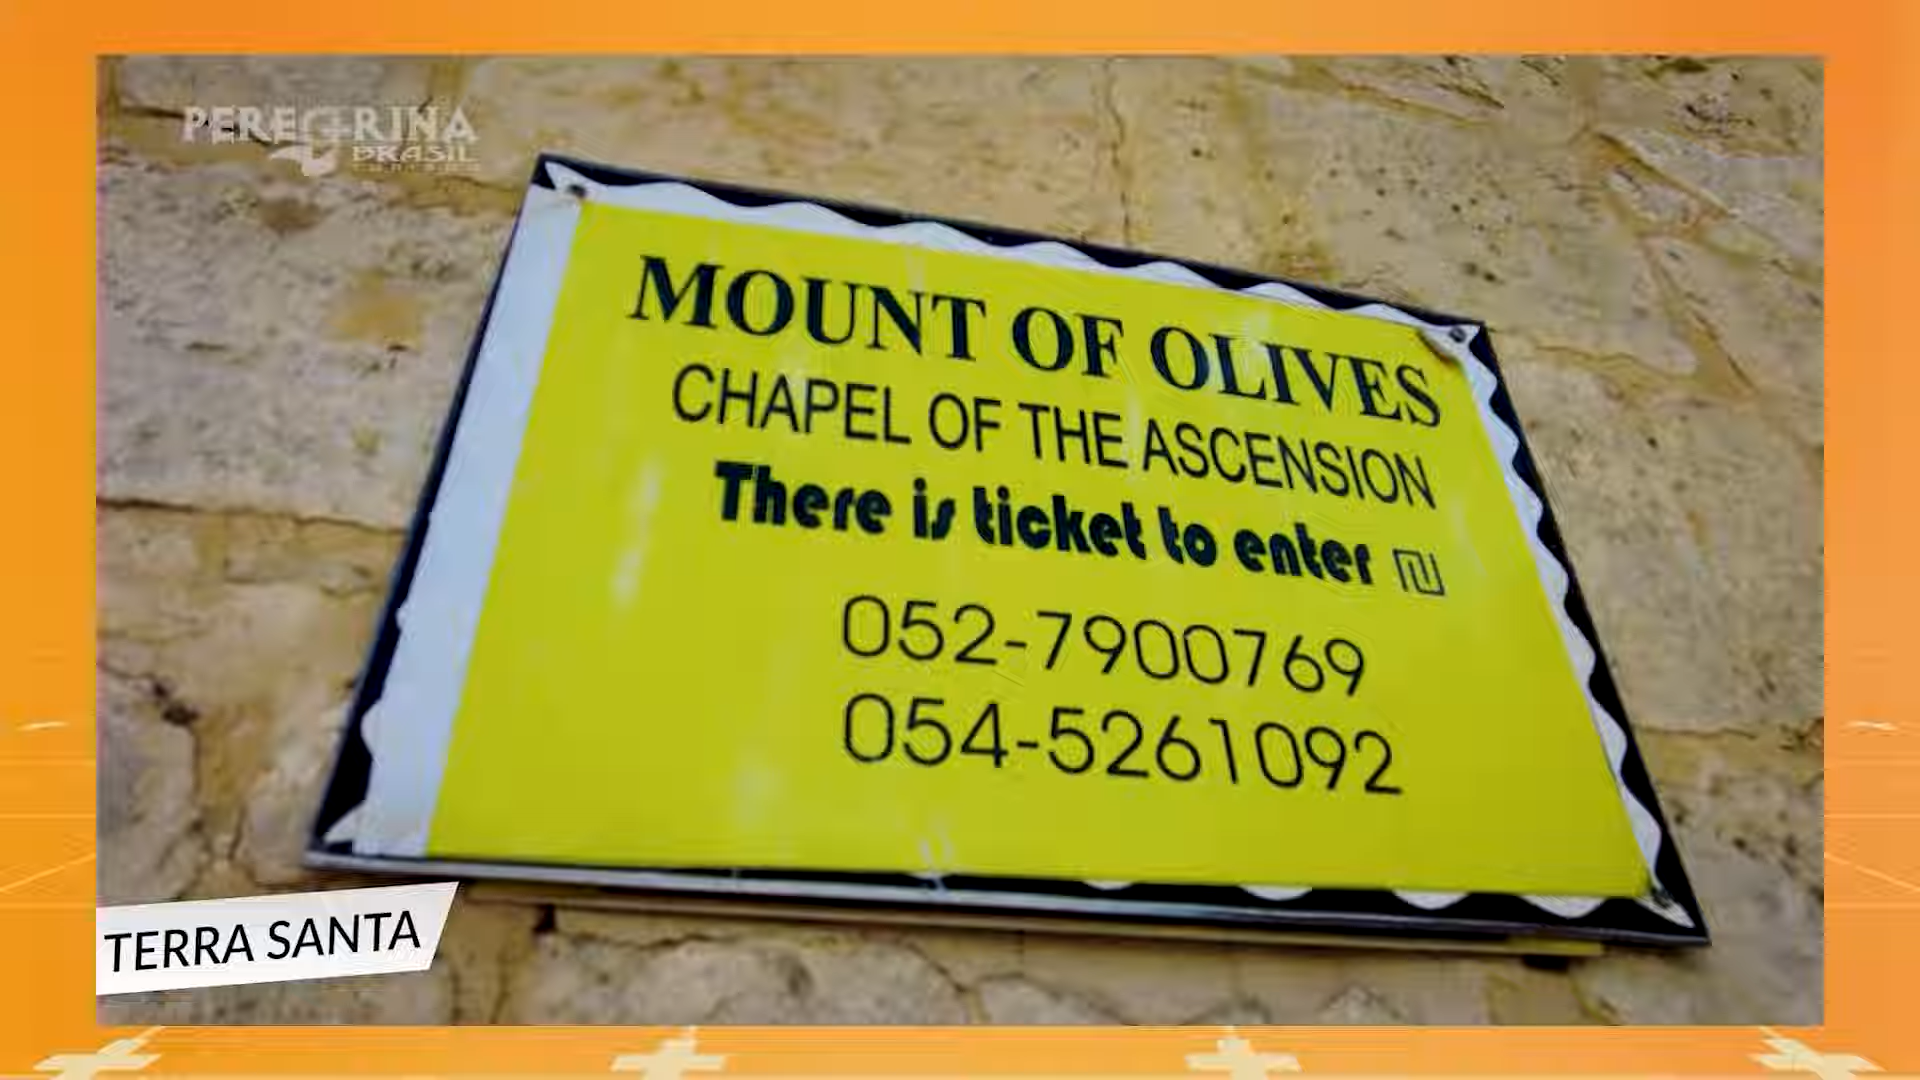 PEREGRINA
BRASIL
MOUNT OF OLIVES
CHAPEL OF THE ASCENSION
There is ticket to enter ₪
052-7900769
054-5261092
TERRA SANTA